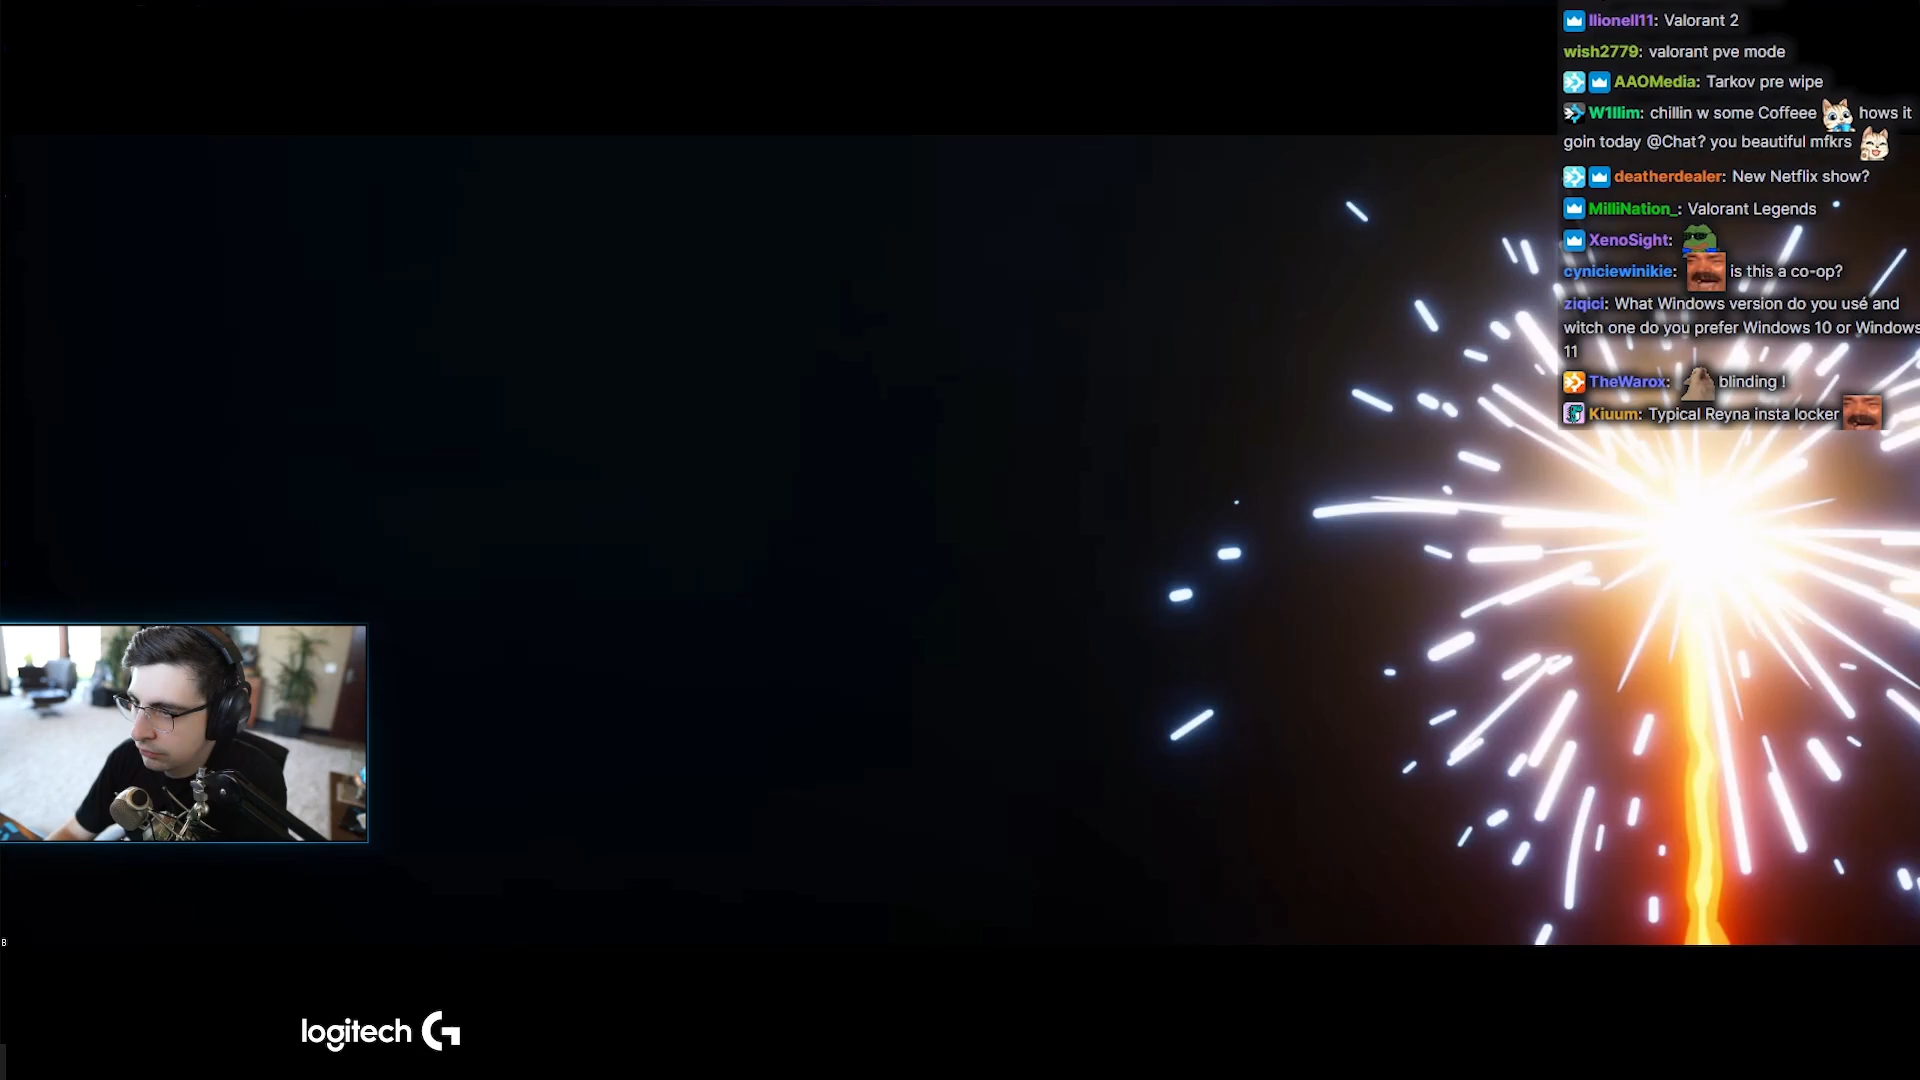 llionell11: Valorant 2
wish2779: valorant pve mode
AAOMedia: Tarkov pre wipe
W1llim: chillin w some Coffeee hows it
goin today @Chat? you beautiful mfkrs
deatherdealer: New Netflix show?
MilliNation_: Valorant Legends
XenoSight:
cyniciewinikie: is this a co-op?
ziqici: What Windows version do you use and
witch one do you prefer Windows 10 or Windows
11
TheWarox: blinding !
Kiuum: Typical Reyna insta locker
B
logitech G